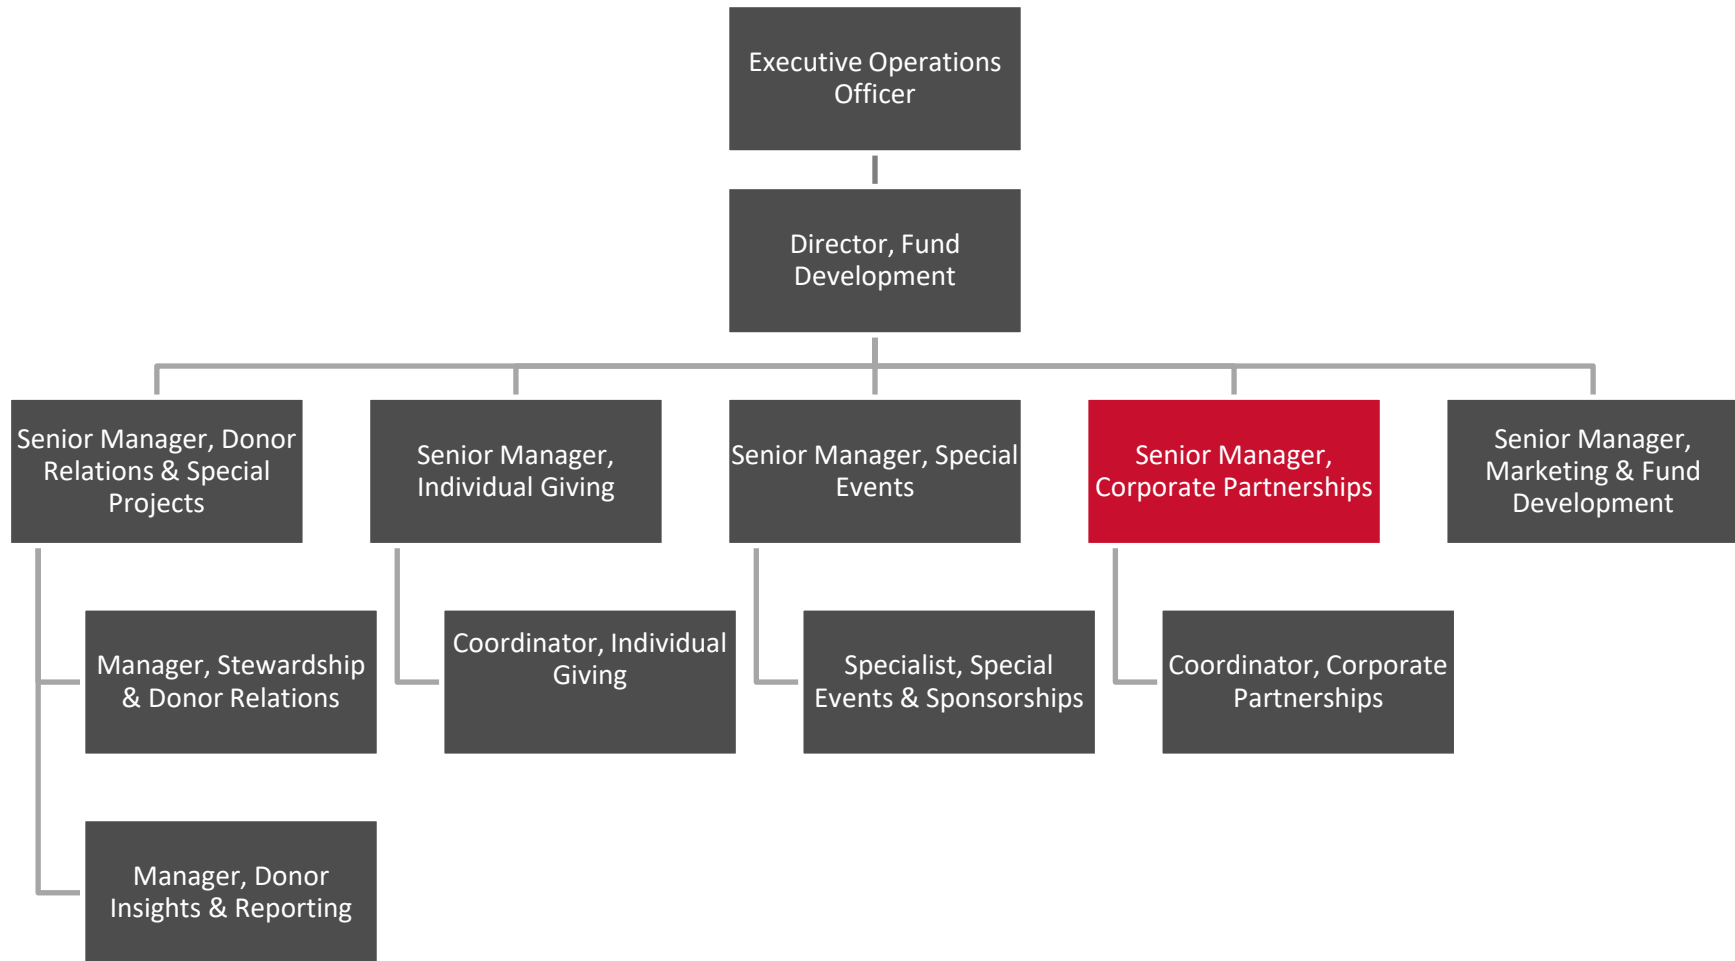 Executive Operations
Officer
Director, Fund
Development
Senior Manager, Donor
Relations & Special
Projects
Senior Manager,
Individual Giving
Senior Manager, Special
Events
Senior Manager,
Corporate Partnerships
Senior Manager,
Marketing & Fund
Development
Manager, Stewardship
& Donor Relations
Coordinator, Individual
Giving
Specialist, Special
Events & Sponsorships
Coordinator, Corporate
Partnerships
Manager, Donor
Insights & Reporting